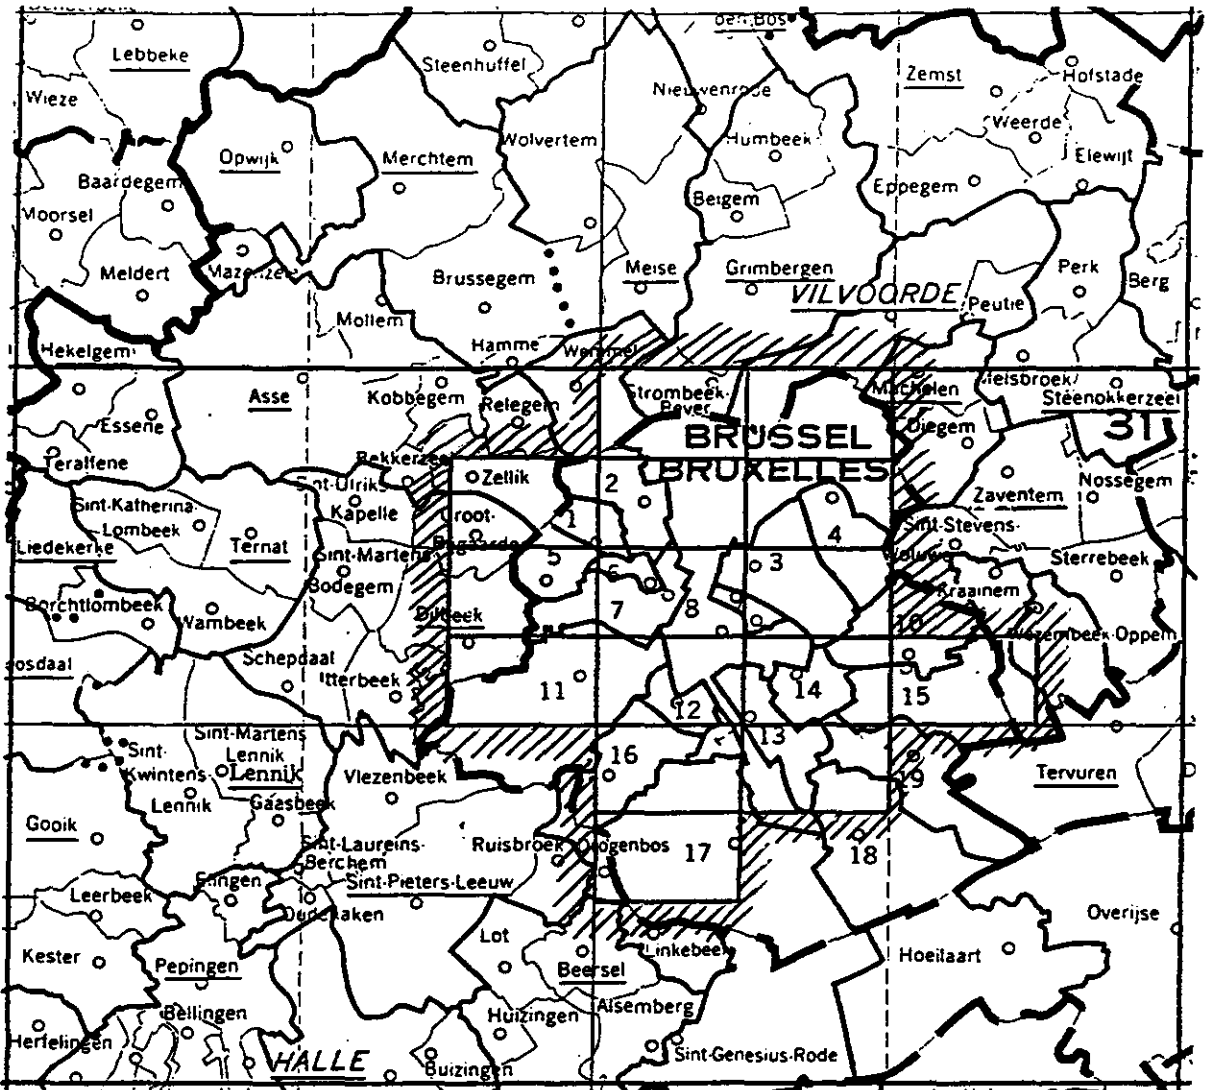 Lebbeke
Steenhuffel
Zemst
Hofstade
Wieze
Wolvertem
Humbeek
Weerde
Opwijk
Merchtem
Elewijt
Baardegem
Eppegem
Moorsel
Beigem
Meldert
Brussegem
Meise
Grimbergen
Perk
Berg
VILVOORDE
Peutie
Mollem
Hekelgem
Hamme
Wemmel
Asse
Kobbegem
Relegem
Strombeek-
Bever
Machelen
Melsbroek
Steenokkerzeel
Essene
BRUSSEL
Diegem
31
Teralfene
Zellik
BRUXELLES
2
Nossegem
Sint-Katherina-
Lombeek
Sint-Ulriks-
Kapelle
Groot-
Zaventem
1
4
Sint-Stevens-
Woluwe
Liedekerke
Ternat
Sint-Martens-
Bodegem
5
6
3
Sterrebeek
Kraainem
Borchtlombeek
Wambeek
Dilbeek
7
8
10
Wezembeek-Oppem
Schepdaal
Itterbeek
11
12
14
15
13
Sint-
Kwintens-
Lennik
Sint-Martens
Lennik
Lennik
Vlezenbeek
16
19
Tervuren
Gaasbeek
Gooik
Sint-Laureins-
Berchem
Ruisbroek
Drogenbos
17
18
Leerbeek
Elingen
Sint-Pieters-Leeuw
Oudenaken
Overijse
Kester
Pepingen
Lot
Beersel
Linkebeek
Hoeilaart
Bellingen
Huizingen
Alsemberg
Herfelingen
HALLE
Buizingen
Sint-Genesius-Rode